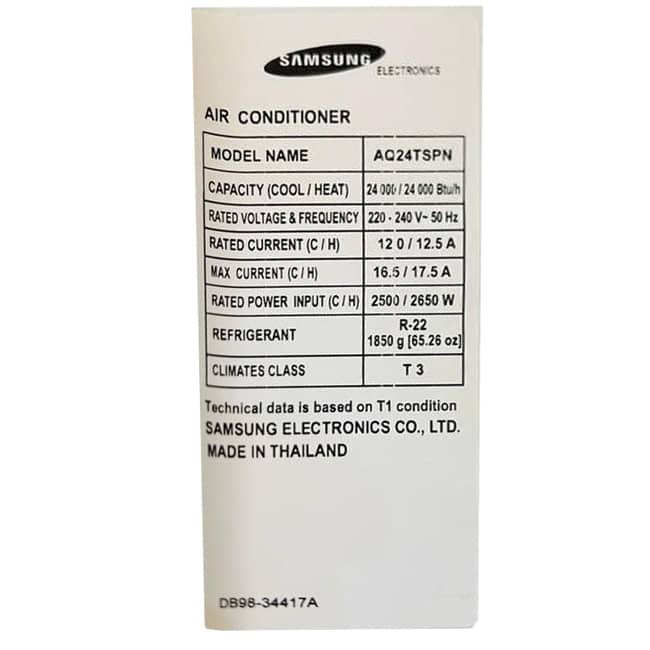 SAMSUNG
ELECTRONICS
AIR CONDITIONER
MODEL NAME AQ24TSPN
CAPACITY (COOL / HEAT) 24 000 / 24 000 Btu/h
RATED VOLTAGE & FREQUENCY 220 - 240 V~ 50 Hz
RATED CURRENT (C / H) 12 0 / 12.5 A
MAX CURRENT (C / H) 16.5 / 17.5 A
RATED POWER INPUT (C / H) 2500 / 2650 W
REFRIGERANT R-22
1850 g [65.26 oz]
CLIMATES CLASS T 3
Technical data is based on T1 condition
SAMSUNG ELECTRONICS CO., LTD.
MADE IN THAILAND
DB98-34417A